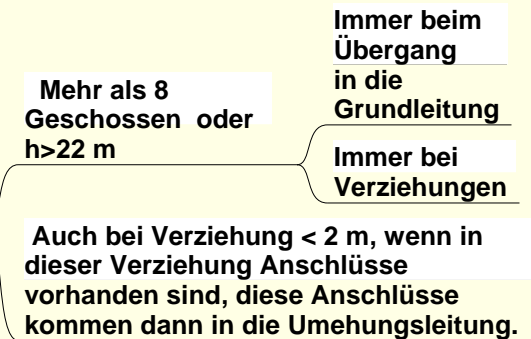 Mehr als 8
Geschossen oder
h>22 m
Immer beim
Übergang
in die
Grundleitung
Immer bei
Verziehungen
Auch bei Verziehung < 2 m, wenn in
dieser Verziehung Anschlüsse
vorhanden sind, diese Anschlüsse
kommen dann in die Umehungsleitung.